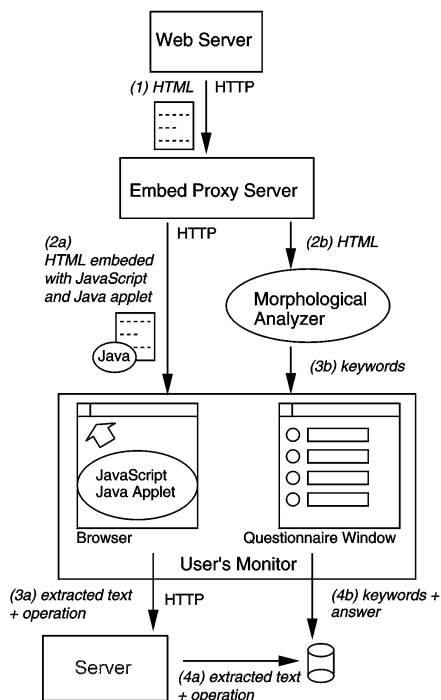 Web Server
(1) HTML
HTTP
Embed Proxy Server
(2a)
HTML embeded
with JavaScript
and Java applet
HTTP
(2b) HTML
Java
Morphological
Analyzer
(3b) keywords
JavaScript
Java Applet
Browser
Questionnaire Window
User's Monitor
(3a) extracted text
+ operation
HTTP
(4b) keywords +
answer
Server
(4a) extracted text
+ operation